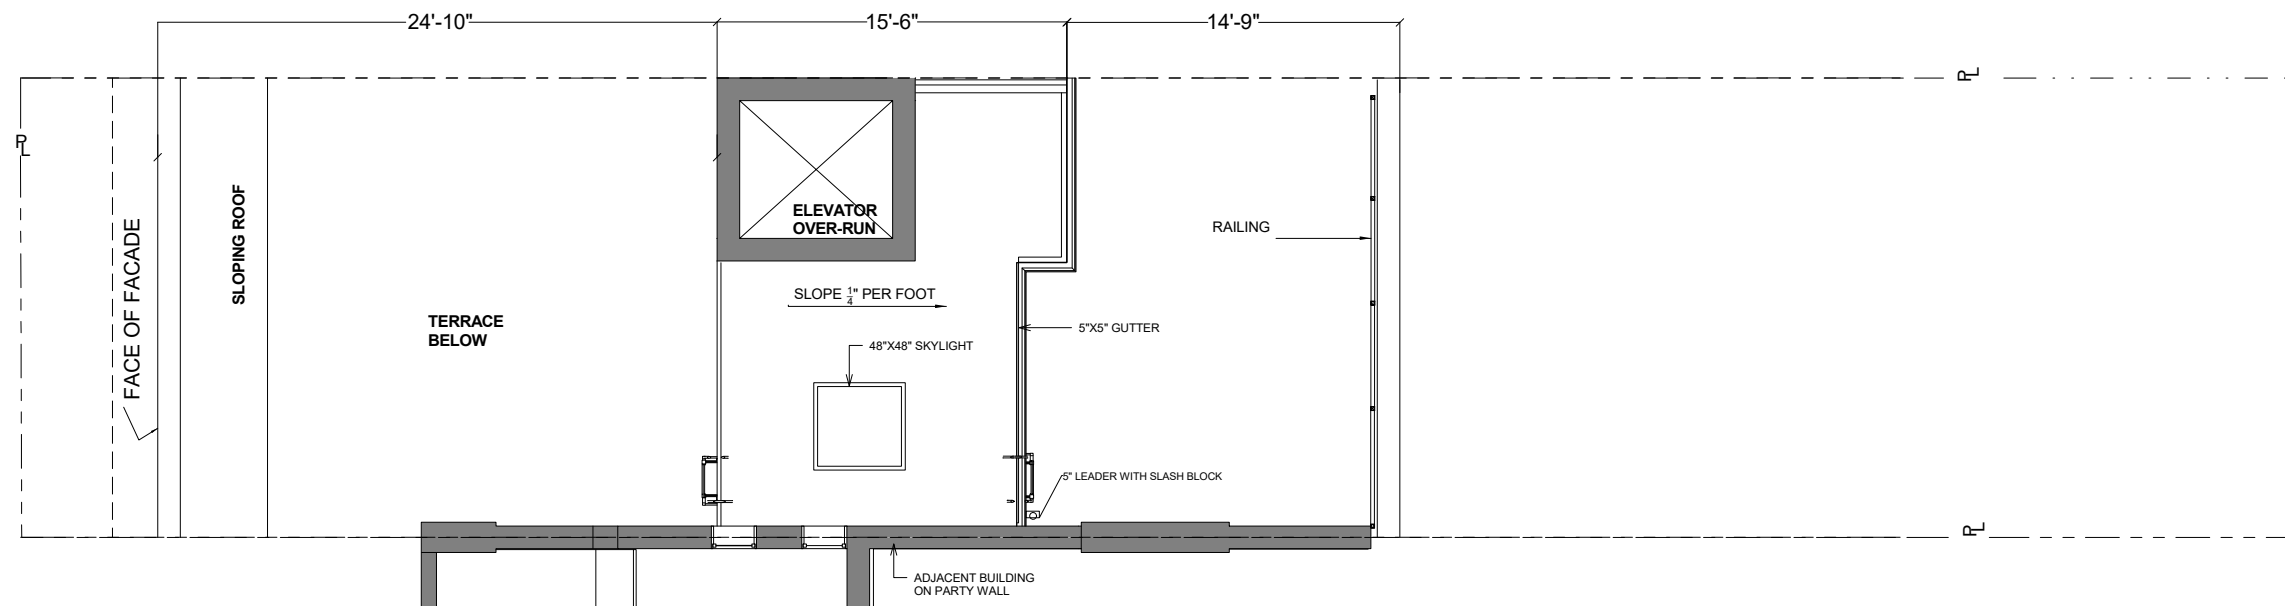 24'-10"
15'-6"
14'-9"
PL
PL
SLOPING ROOF
FACE OF FACADE
ELEVATOR
OVER-RUN
RAILING
SLOPE 1/4" PER FOOT
TERRACE
BELOW
5"X5" GUTTER
48"X48" SKYLIGHT
5" LEADER WITH SLASH BLOCK
PL
ADJACENT BUILDING
ON PARTY WALL